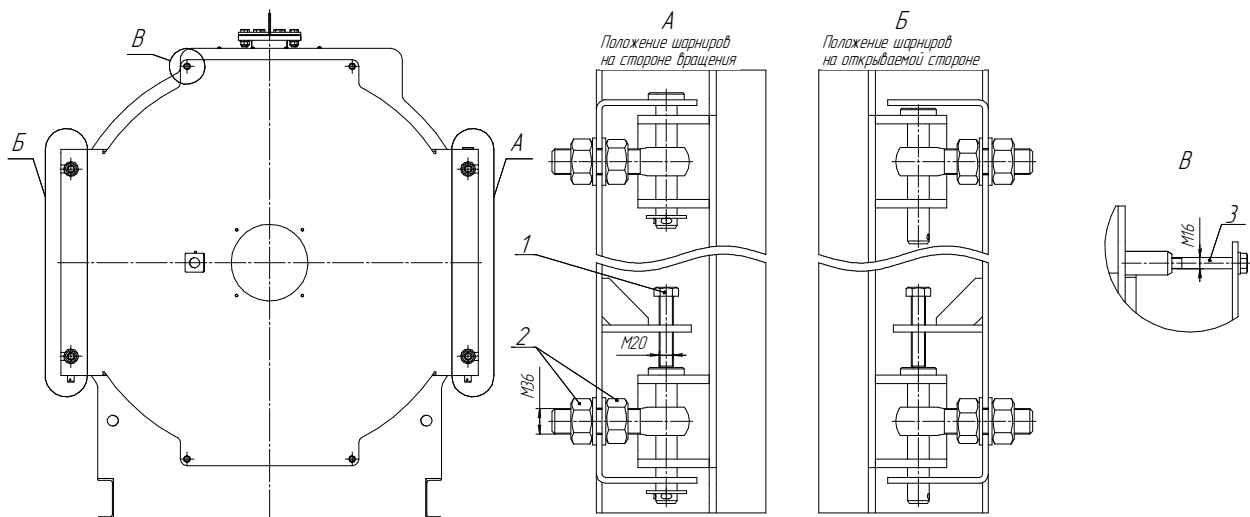 В
Б
А
А
Положение шарниров
на стороне вращения
1
2
М20
М36
Б
Положение шарниров
на открываемой стороне
В
3
М16